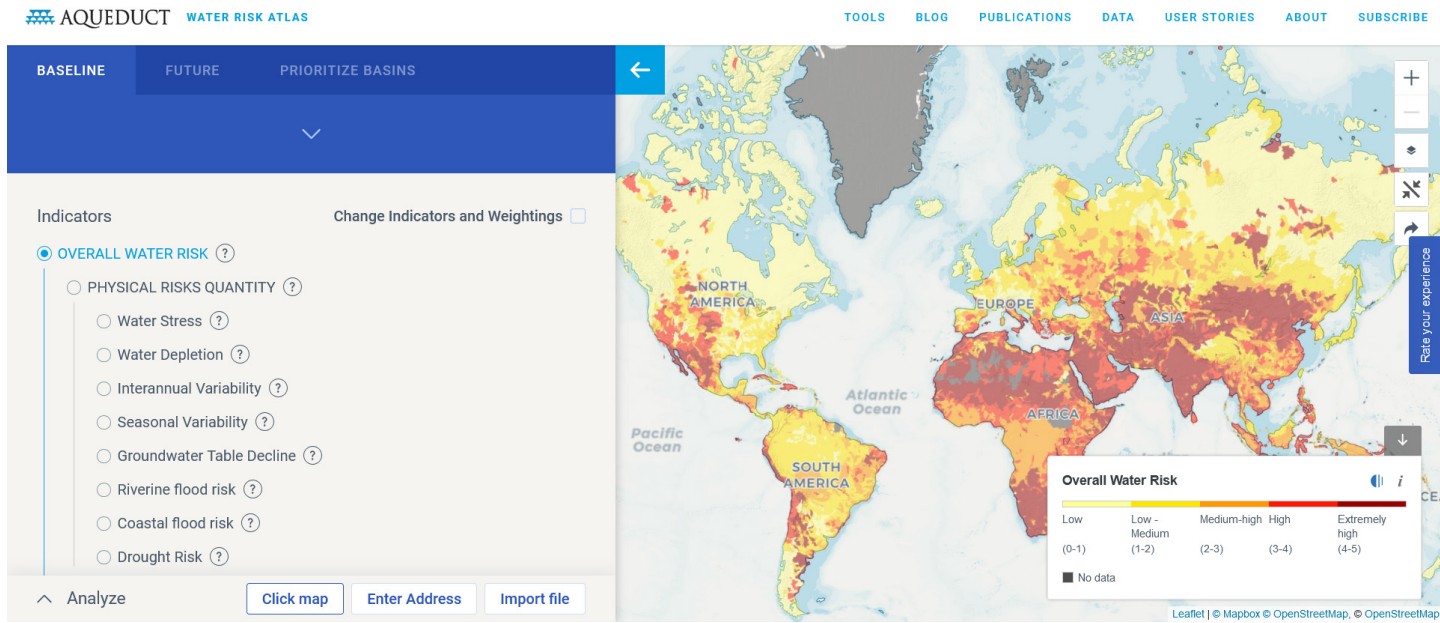 AQUEDUCT WATER RISK ATLAS
TOOLS BLOG PUBLICATIONS DATA USER STORIES ABOUT SUBSCRIBE
BASELINE FUTURE PRIORITIZE BASINS
Indicators Change Indicators and Weightings
OVERALL WATER RISK ?
PHYSICAL RISKS QUANTITY ?
Water Stress ?
Water Depletion ?
Interannual Variability ?
Seasonal Variability ?
Groundwater Table Decline ?
Riverine flood risk ?
Coastal flood risk ?
Drought Risk ?
Analyze Click map Enter Address Import file
NORTH
AMERICA
EUROPE
ASIA
Atlantic
Ocean
AFRICA
Pacific
Ocean
SOUTH
AMERICA
Rate your experience
Overall Water Risk i
Low Low - Medium Medium-high High Extremely high
(0-1) (1-2) (2-3) (3-4) (4-5)
No data
Leaflet | © Mapbox © OpenStreetMap, © OpenStreetMap